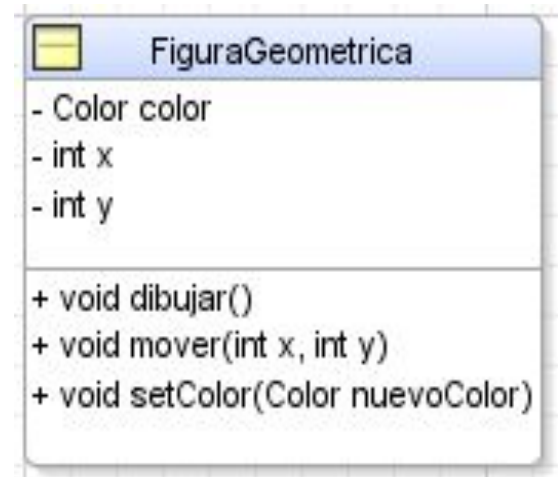 FiguraGeometrica
- Color color
- int x
- int y
+ void dibujar()
+ void mover(int x, int y)
+ void setColor(Color nuevoColor)